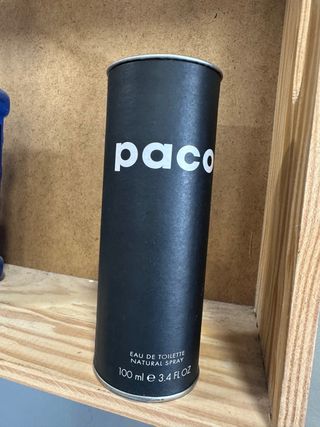 paco
EAU DE TOILETTE
NATURAL SPRAY
100 ml e 3.4 FL OZ